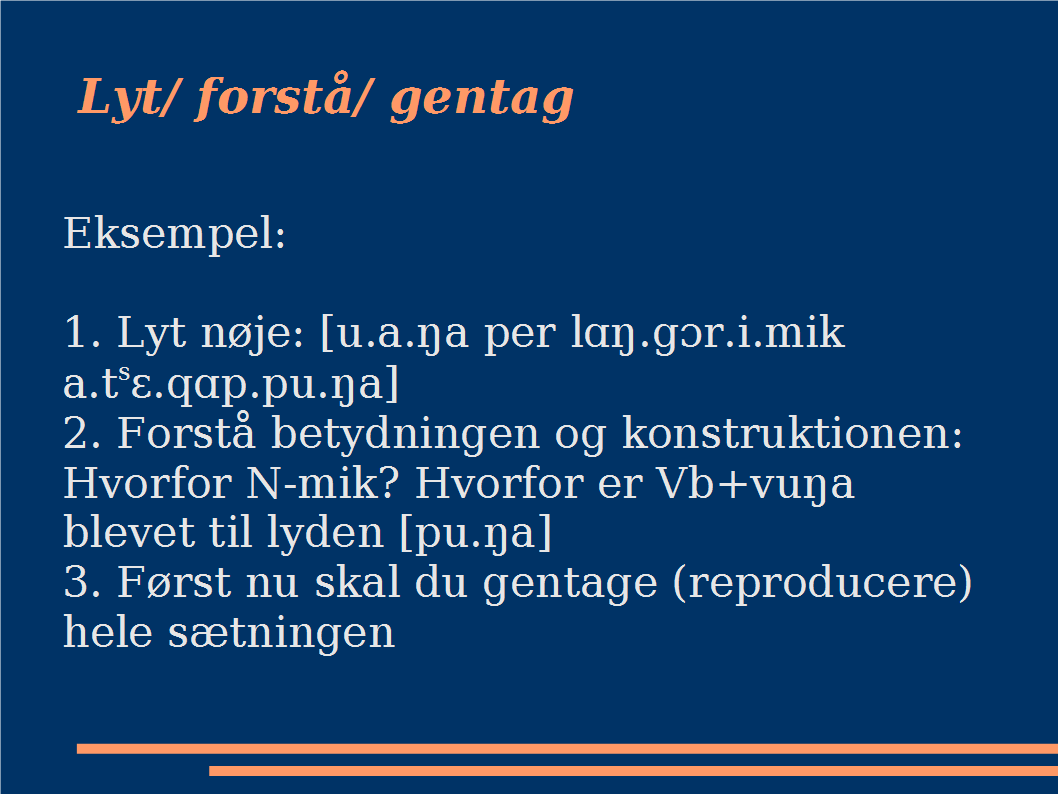 Lyt/ forstå/ gentag
Eksempel:
1. Lyt nøje: [u.a.ŋa per lɑŋ.gɔr.i.mik
a.tˢɛ.qɑp.pu.ŋa]
2. Forstå betydningen og konstruktionen:
Hvorfor N-mik? Hvorfor er Vb+vuŋa
blevet til lyden [pu.ŋa]
3. Først nu skal du gentage (reproducere)
hele sætningen